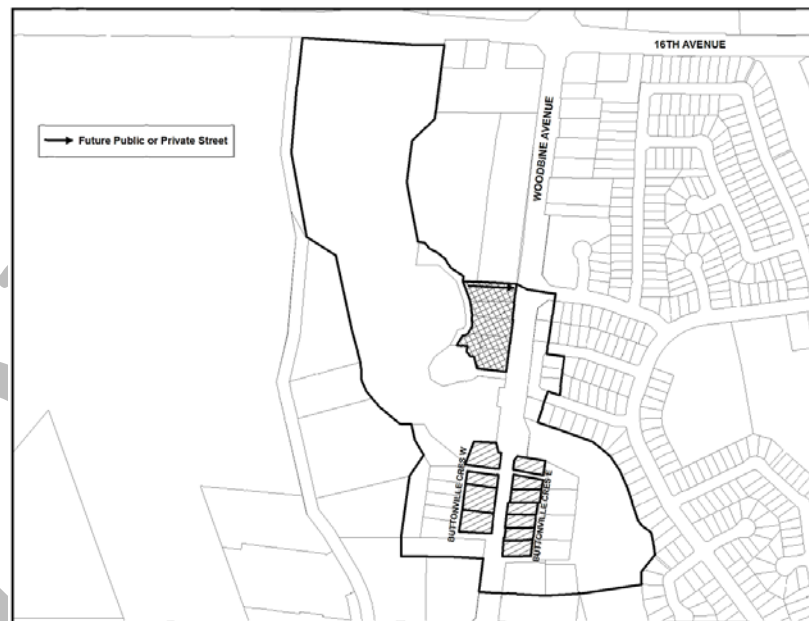 16TH AVENUE
WOODBINE AVENUE
Future Public or Private Street
BUTTONVILLE CRES W
BUTTONVILLE CRES E